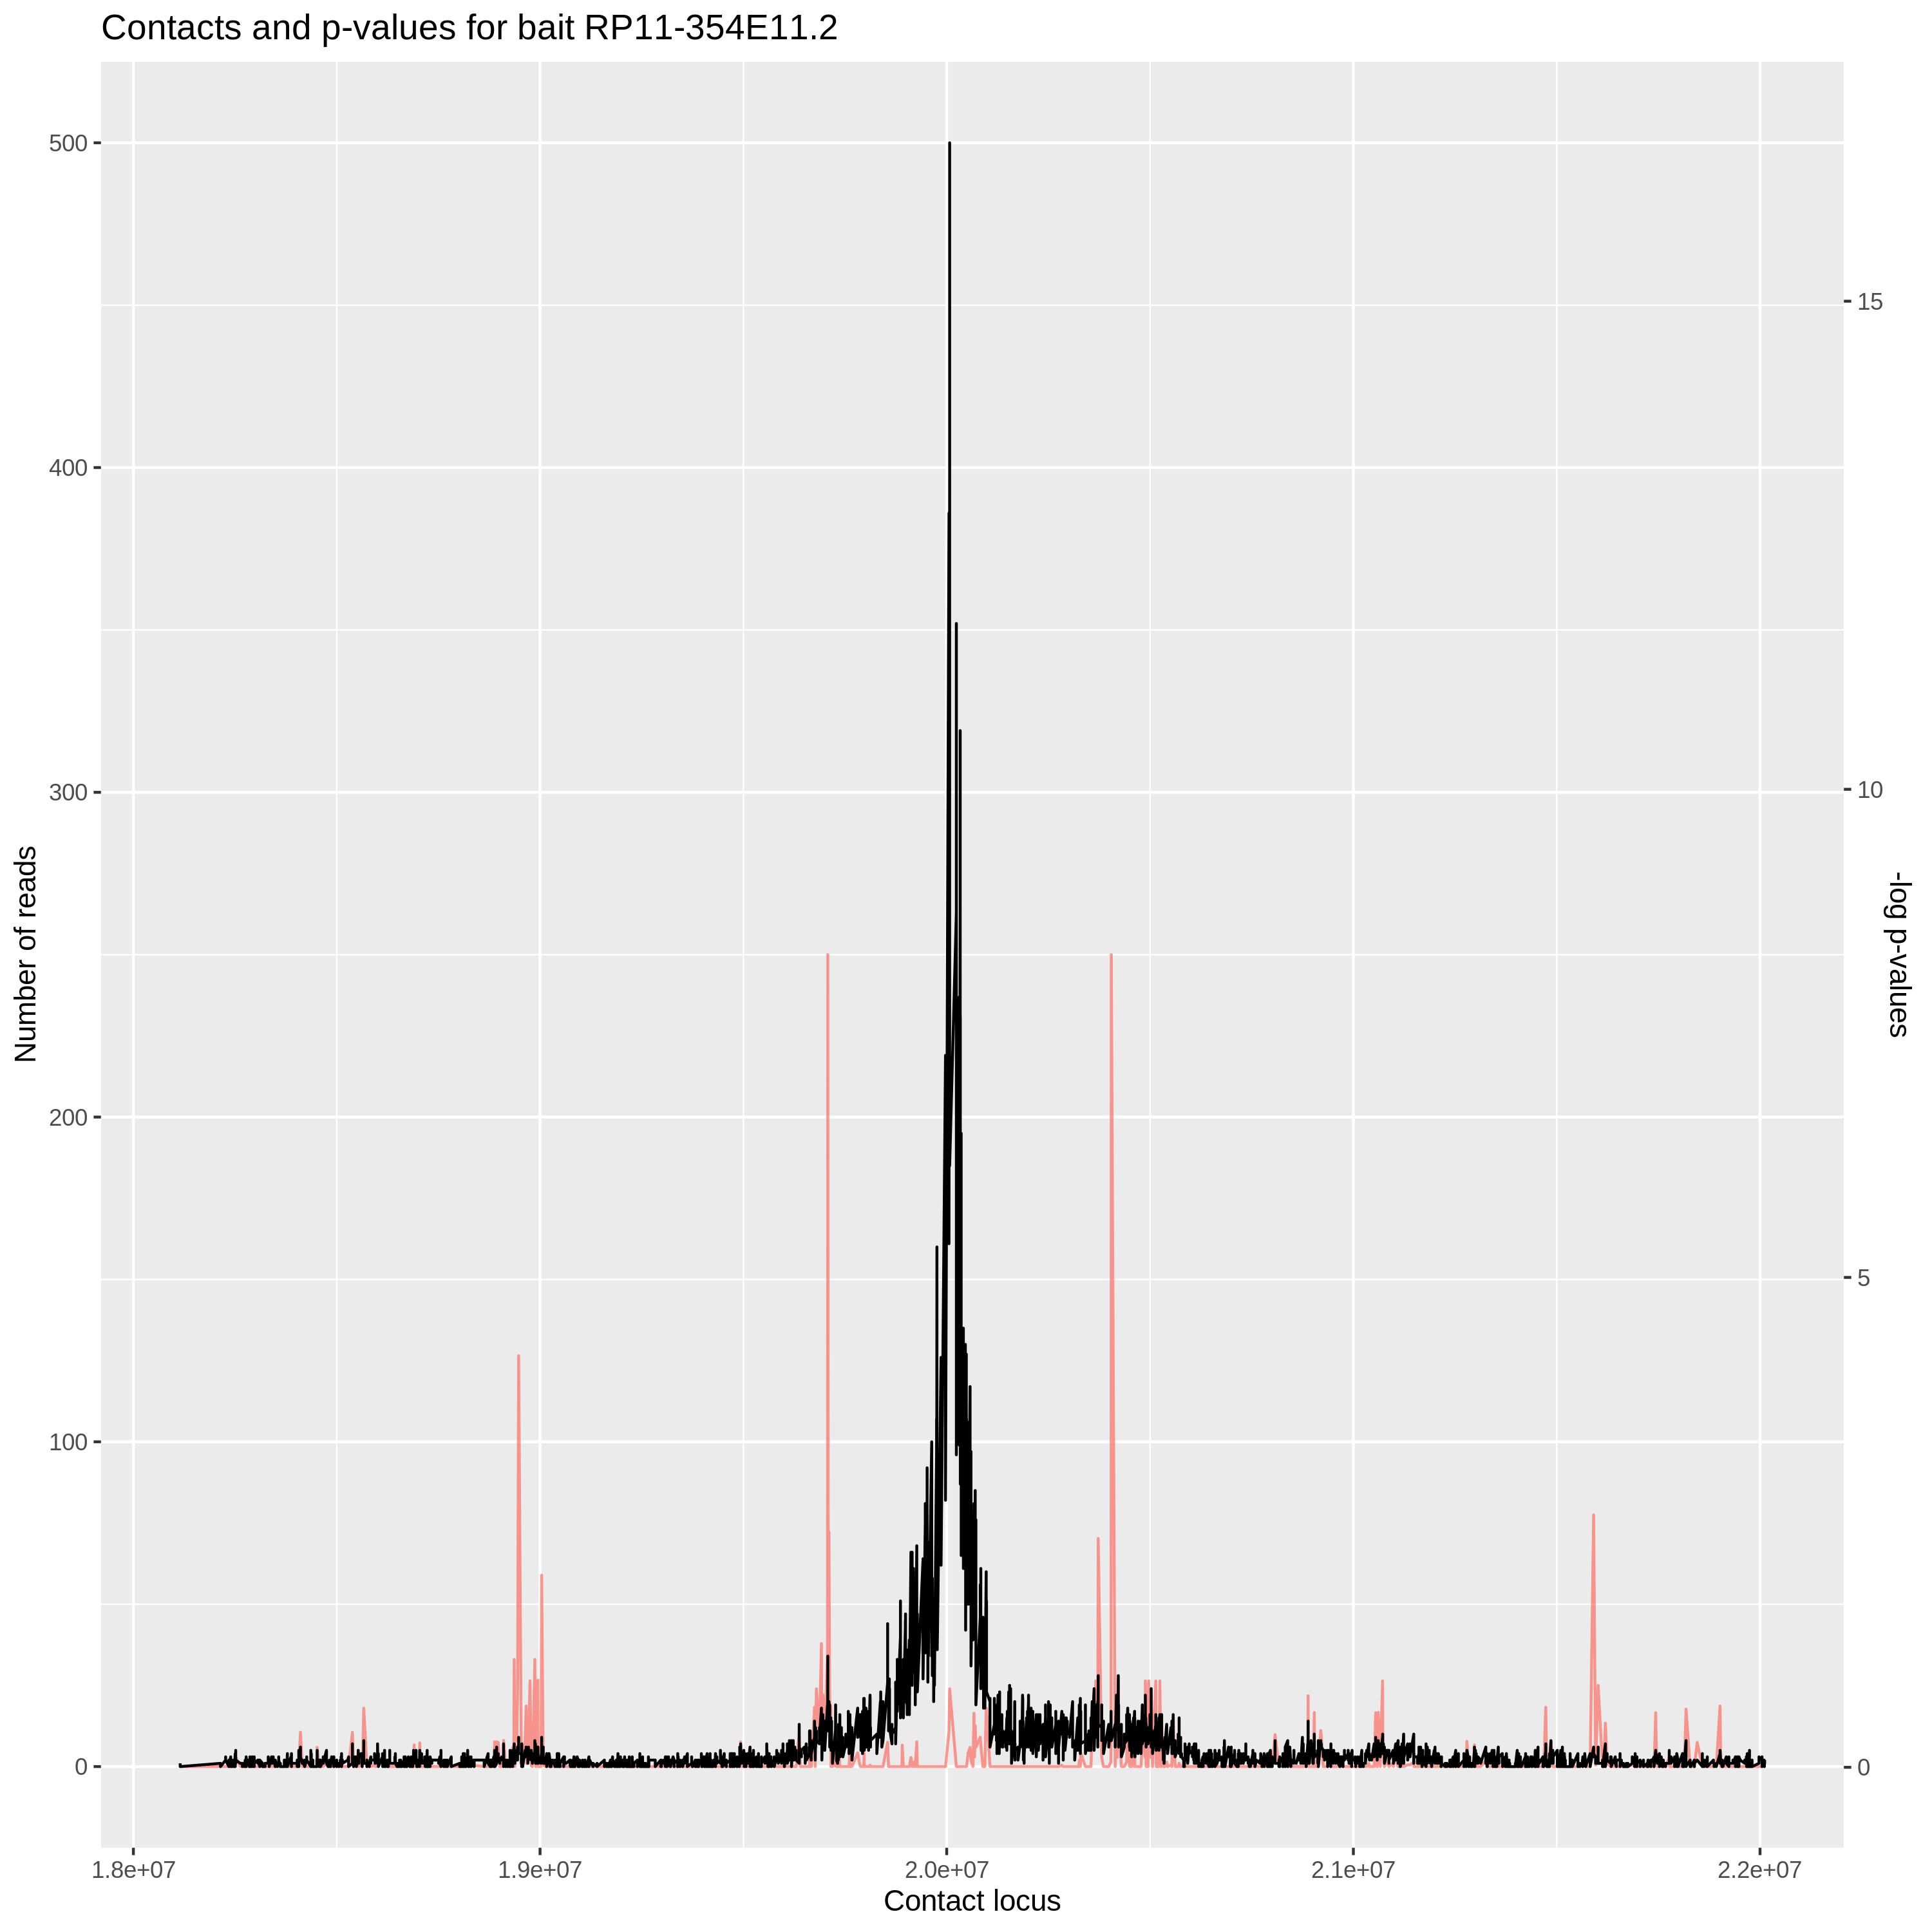 Contacts and p-values for bait RP11-354E11.2
500
400
300
200
100
0
Number of reads
15
10
5
0
-log p-values
1.8e+07
1.9e+07
2.0e+07
2.1e+07
2.2e+07
Contact locus